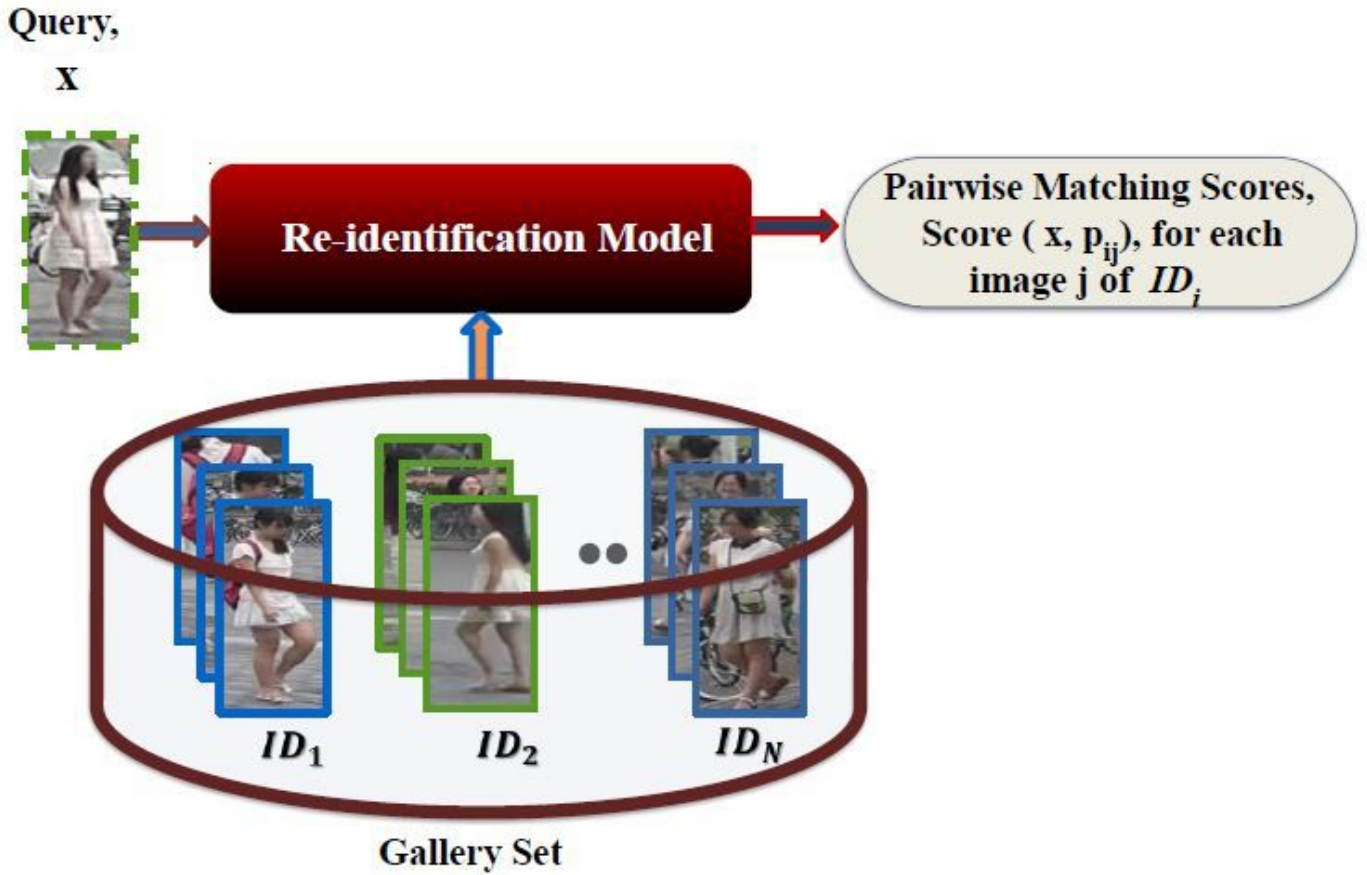 Query,
x
Re-identification Model
Pairwise Matching Scores,
Score ( x, pij), for each
image j of IDi
ID1
ID2
IDN
Gallery Set